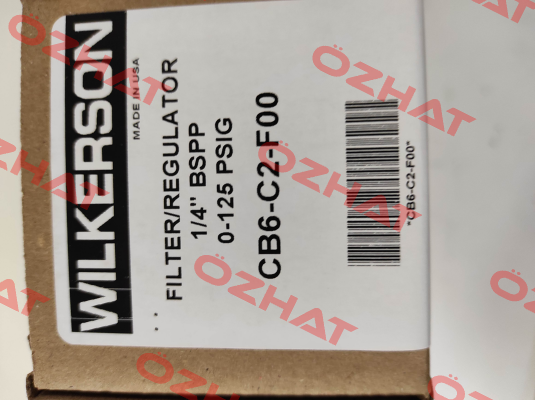 WILKERSON
MADE IN USA
FILTER/REGULATOR
1/4" BSPP
0-125 PSIG
CB6-C2-F00
*CB6-C2-F00*
ÖZHAT
ÖZHAT
ÖZHAT
ÖZHAT
ÖZHAT
ÖZHAT
ÖZHAT
ÖZHAT